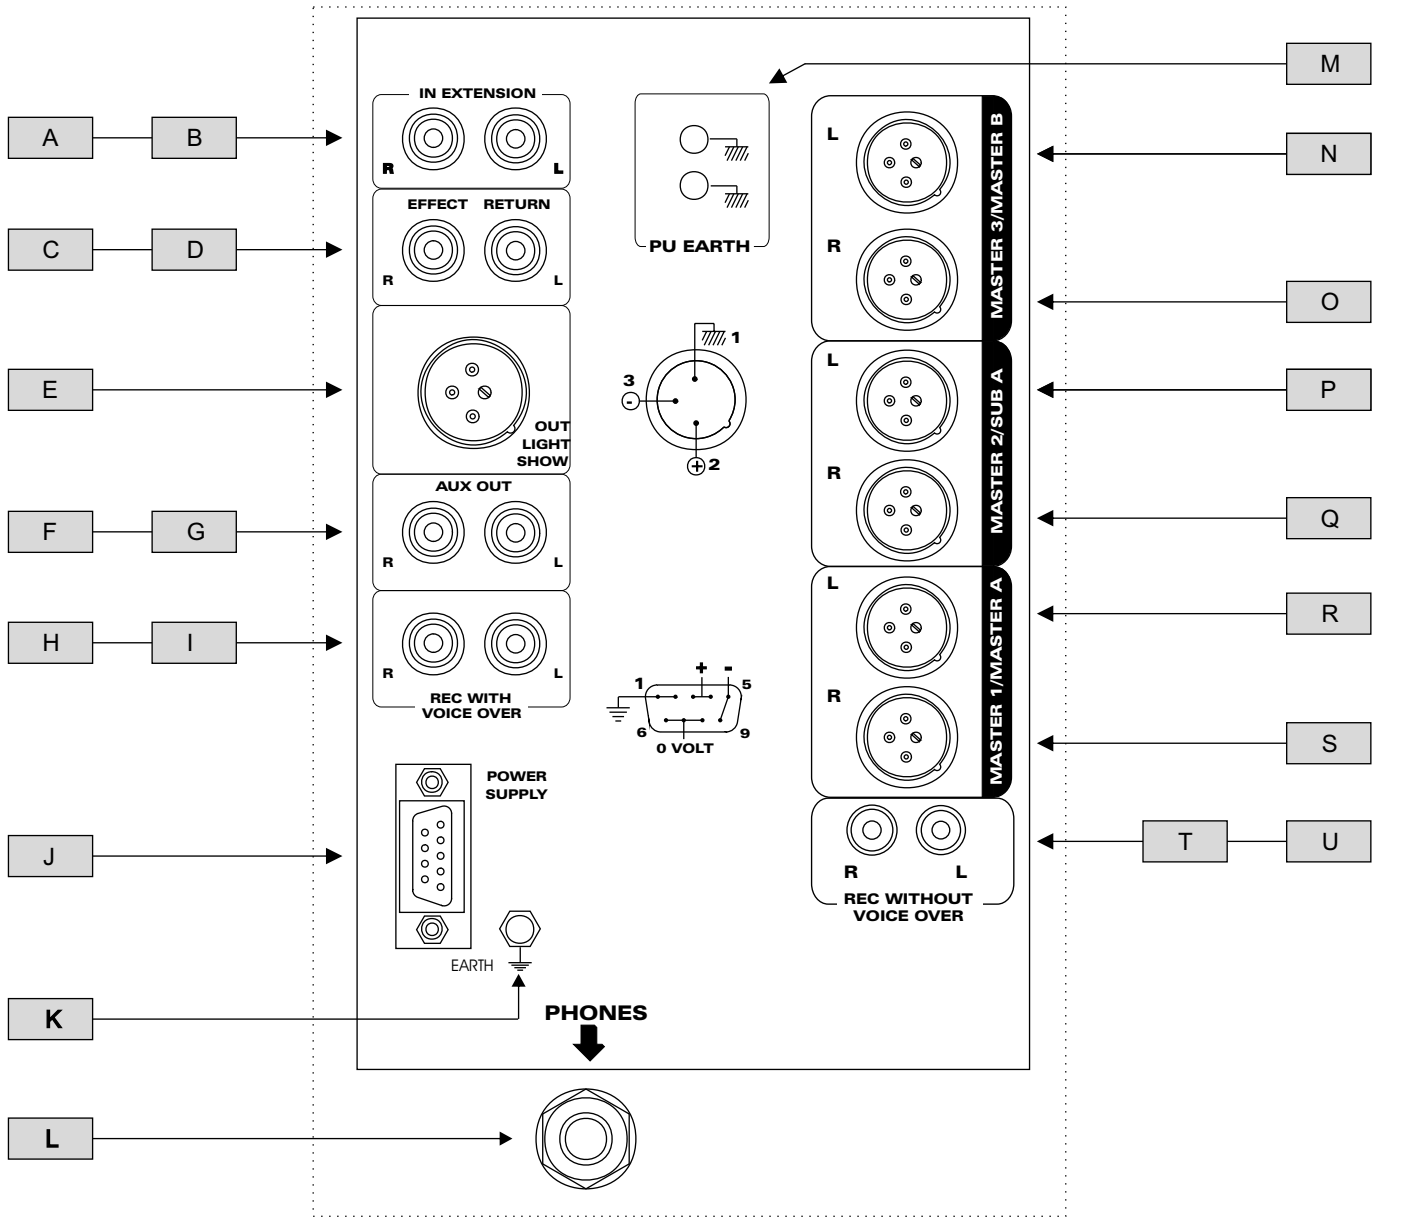 M
A
B
IN EXTENSION
R
L
L
R
MASTER 3/MASTER B
N
C
D
EFFECT RETURN
R
L
PU EARTH
O
E
OUT
LIGHT
SHOW
1
3
-
+
2
L
R
MASTER 2/SUB A
P
F
G
AUX OUT
R
L
Q
H
I
R
L
REC WITH
VOICE OVER
+
-
1
5
6
9
0 VOLT
L
R
MASTER 1/MASTER A
R
S
J
POWER
SUPPLY
R
L
REC WITHOUT
VOICE OVER
T
U
EARTH
K
PHONES
L